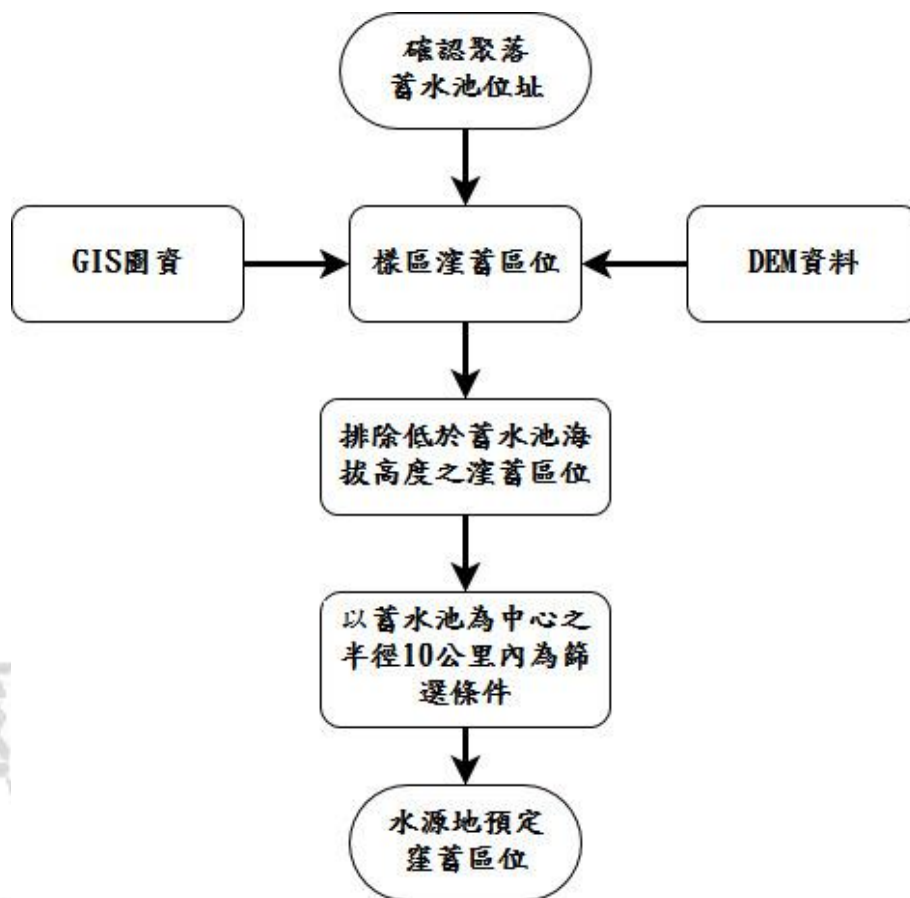 確認聚落
蓄水池位址
GIS圖資
樣區窪蓄區位
DEM資料
排除低於蓄水池海
拔高度之窪蓄區位
以蓄水池為中心之
半徑10公里內為篩
選條件
水源地預定
窪蓄區位